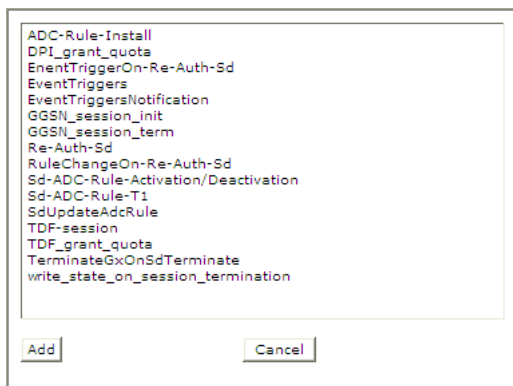 ADC-Rule-Install
DPI_grant_quota
EnentTriggerOn-Re-Auth-Sd
EventTriggers
EventTriggersNotification
GGSN_session_init
GGSN_session_term
Re-Auth-Sd
RuleChangeOn-Re-Auth-Sd
Sd-ADC-Rule-Activation/Deactivation
Sd-ADC-Rule-T1
SdUpdateAdcRule
TDF-session
TDF_grant_quota
TerminateGxOnSdTerminate
write_state_on_session_termination
Add Cancel